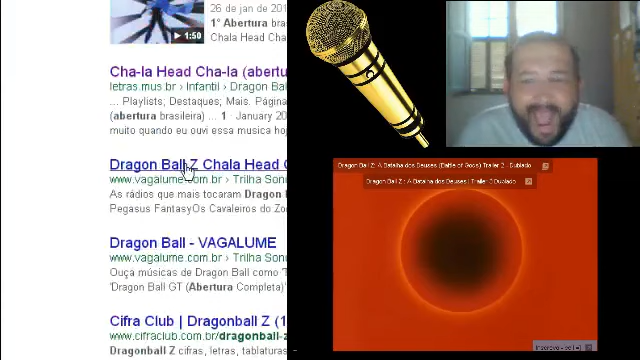 26 de jan de 201
1° Abertura brasi
Chala Head Cha
1:50
Cha-la Head Cha-la (abertu
letras.mus.br › Infantil › Dragon Ba
... Playlists; Destaques; Mais. Página
(abertura brasileira) ... 1 · January 20
muito quando eu ouvi essa musica hoj
Dragon Ball Z Chala Head C
www.vagalume.com.br › Trilha Sono
As rádios que mais tocaram Dragon
Pegasus FantasyOs Cavaleiros do Zo
Dragon Ball - VAGALUME
www.vagalume.com.br › Trilha Sono
Ouça músicas de Dragon Ball como
'Dragon Ball GT (Abertura Completa)'
Cifra Club | Dragonball Z (1
www.cifraclub.com.br/dragonball-z
Dragonball Z cifras, letras, tablaturas
Dragon Ball Z: A Batalha dos Deuses (Battle of Gods) Trailer 2 - Dublado
Dragon Ball Z: A Batalha dos Deuses | Trailer Dublado